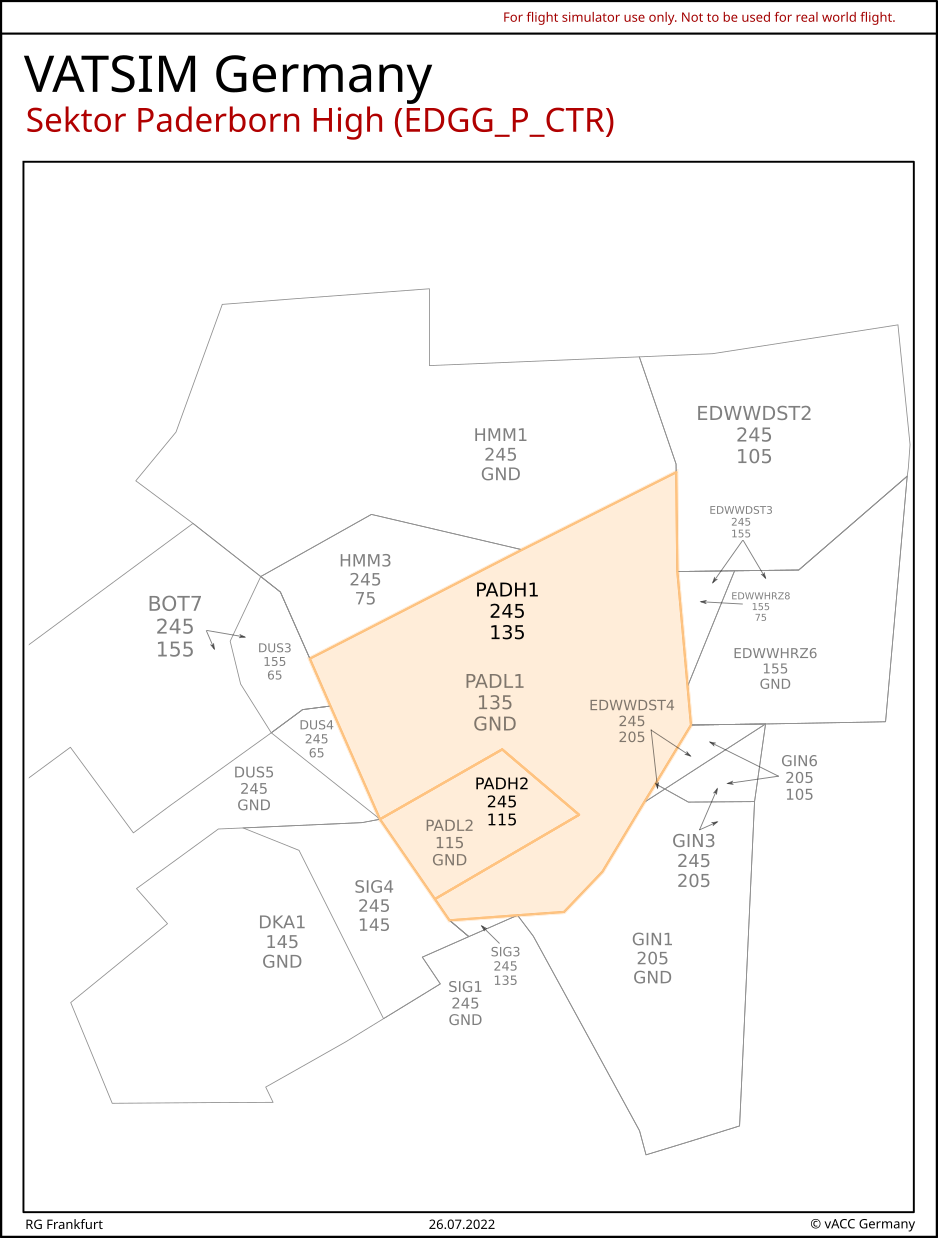 For flight simulator use only. Not to be used for real world flight.
VATSIM Germany
Sektor Paderborn High (EDGG_P_CTR)
EDWWDST2
245
105
HMM1
245
GND
EDWWDST3
245
155
HMM3
245
75
PADH1
245
135
BOT7
245
155
EDWWHRZ8
155
75
DUS3
155
65
EDWWHRZ6
155
GND
PADL1
135
GND
EDWWDST4
245
205
DUS4
245
65
GIN6
205
105
DUS5
245
GND
PADH2
245
115
PADL2
115
GND
GIN3
245
205
SIG4
245
145
DKA1
145
GND
GIN1
205
GND
SIG3
245
135
SIG1
245
GND
RG Frankfurt
26.07.2022
© vACC Germany